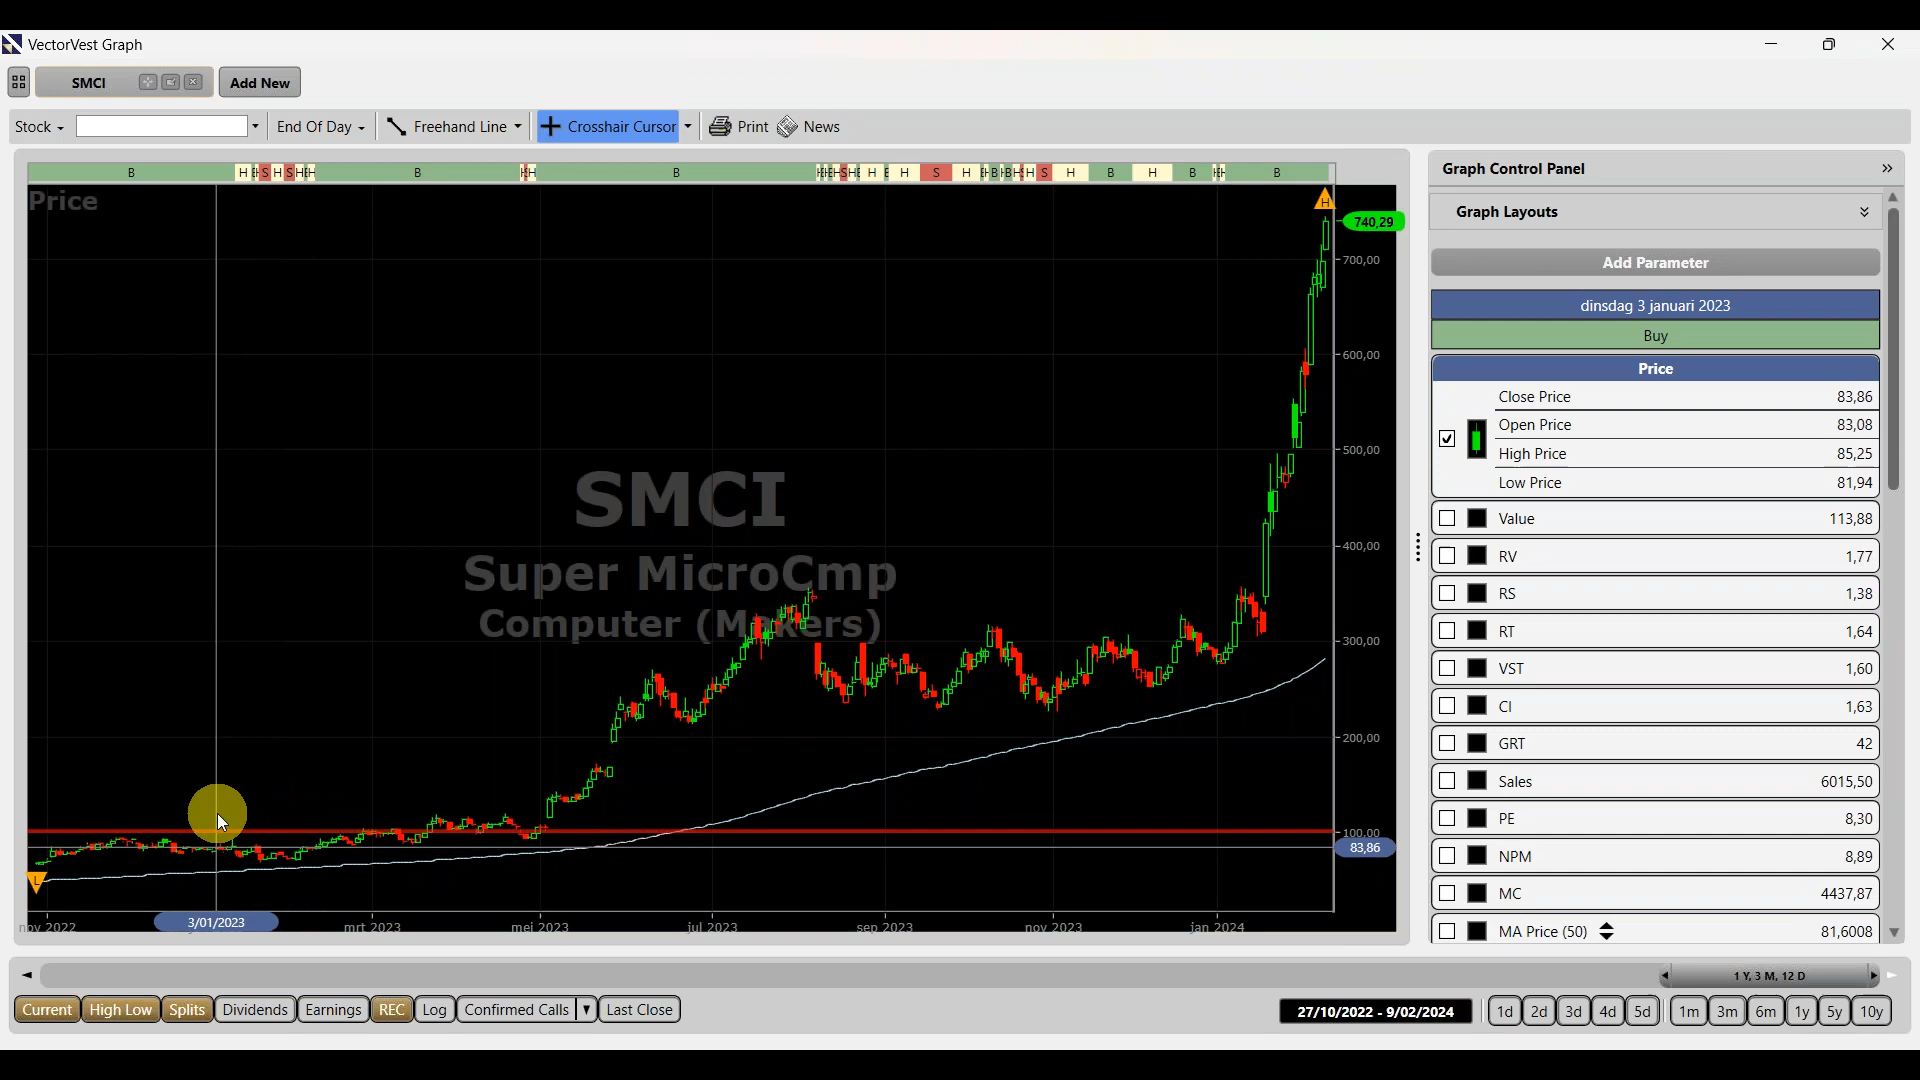 VectorVest Graph
SMCI
Add New
Stock
End Of Day
Freehand Line
Crosshair Cursor
Print
News
B H S H S H B H B S H H S H B H S H B H B H B
Price
H
740,29
700,00
600,00
500,00
400,00
300,00
200,00
100,00
83,86
SMCI
Super MicroCmp
Computer (Makers)
L
nov 2022
3/01/2023
mrt 2023
mei 2023
jul 2023
sep 2023
nov 2023
jan 2024
Graph Control Panel
Graph Layouts
Add Parameter
dinsdag 3 januari 2023
Buy
Price
Close Price 83,86
Open Price 83,08
High Price 85,25
Low Price 81,94
Value 113,88
RV 1,77
RS 1,38
RT 1,64
VST 1,60
CI 1,63
GRT 42
Sales 6015,50
PE 8,30
NPM 8,89
MC 4437,87
MA Price (50) 81,6008
1 Y, 3 M, 12 D
Current
High Low
Splits
Dividends
Earnings
REC
Log
Confirmed Calls
Last Close
27/10/2022 - 9/02/2024
1d
2d
3d
4d
5d
1m
3m
6m
1y
5y
10y